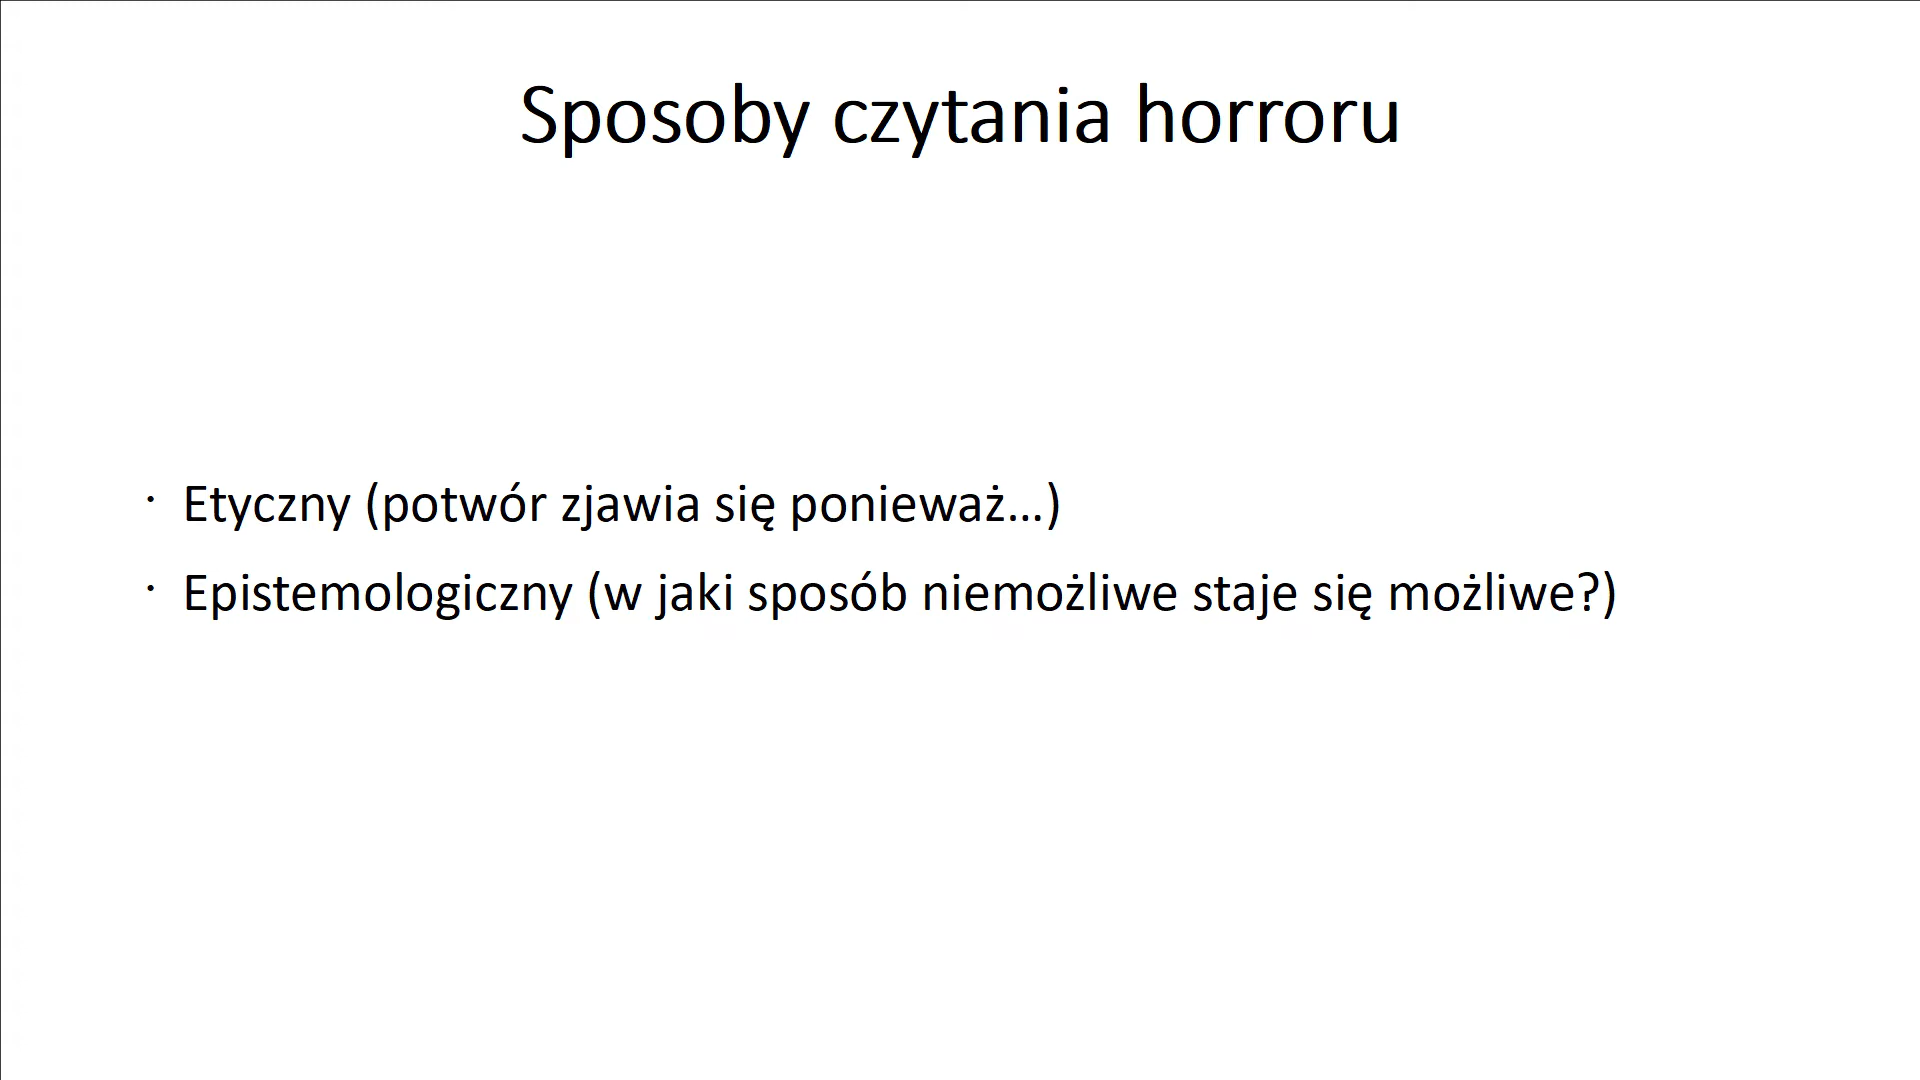 Sposoby czytania horroru
· Etyczny (potwór zjawia się ponieważ...)
· Epistemologiczny (w jaki sposób niemożliwe staje się możliwe?)